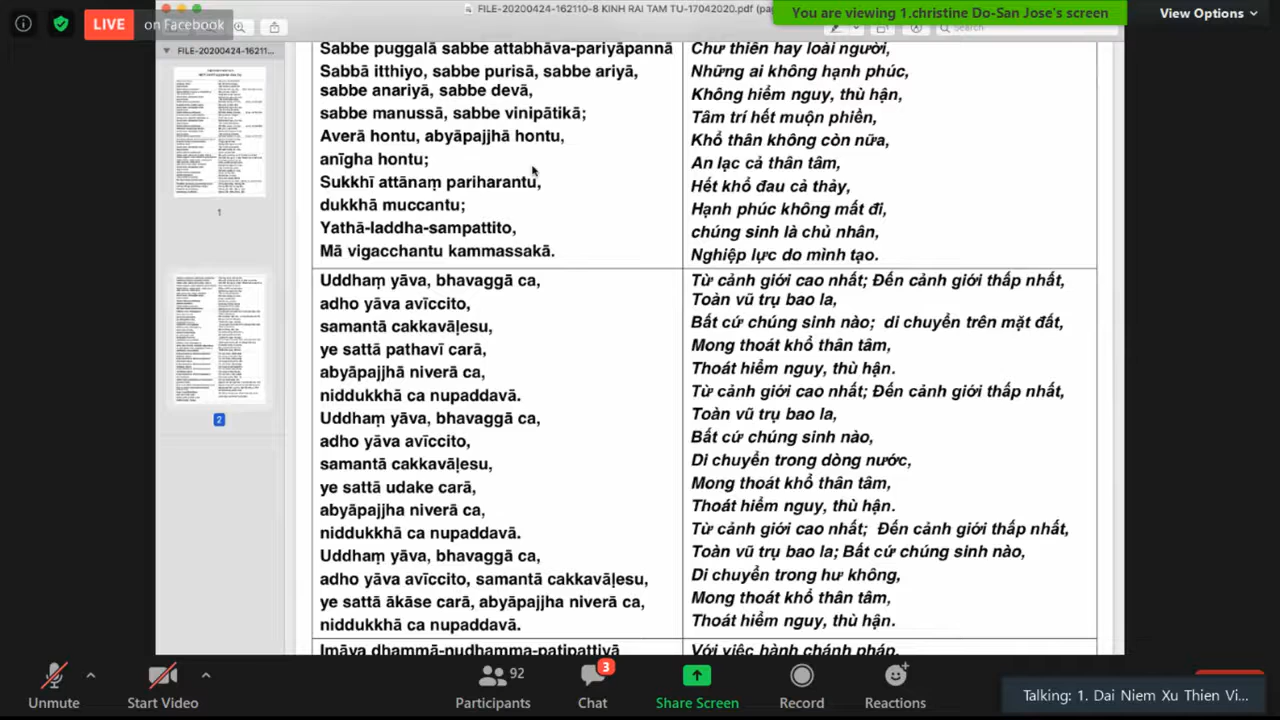 FILE-20200424-162110-8 KINH RAI TAM TU-17042020.pdf (pa
You are viewing 1.christine Do-San Jose's screen
View Options
LIVE on Facebook
Search
FILE-20200424-16211...
1
2
Sabbe puggalā sabbe attabhāva-pariyāpannā
Sabbā ittiyo, sabbe purisā, sabbe ariyā,
sabbe anariyā, sabbe devā,
sabbe manussā, sabbe vinipātikā;
Averā hontu, abyāpajjhā hontu,
anīghā hontu;
Sukhī attānaṃ pariharantu,
dukkhā muccantu;
Yathā-laddha-sampattito,
Mā vigacchantu kammassakā.
Chư thiên hay loài người,
Những ai không hạnh phúc,
Không hiểm nguy, thù hận,
Tâm trí hết muộn phiền,
Khổ thân không còn nữa,
An lạc cả thân tâm,
Hết khổ đau cả thảy,
Hạnh phúc không mất đi,
chúng sinh là chủ nhân,
Nghiệp lực do mình tạo.
Uddhaṃ yāva, bhavaggā ca,
adho yāva avīccito,
samantā cakkavāḷesu,
ye sattā pathavī carā,
abyāpajjhā niverā ca,
niddukkhā ca nupaddavā.
Uddhaṃ yāva, bhavaggā ca,
adho yāva avīccito,
samantā cakkavāḷesu,
ye sattā udake carā,
abyāpajjha niverā ca,
niddukkhā ca nupaddavā.
Uddhaṃ yāva, bhavaggā ca,
adho yāva avīccito, samantā cakkavāḷesu,
ye sattā ākāse carā, abyāpajjha niverā ca,
niddukkhā ca nupaddavā.
Từ cảnh giới cao nhất; Đến cảnh giới thấp nhất,
Toàn vũ trụ bao la,
Bất cứ chúng sinh nào; Di chuyển trên mặt đất,
Mong thoát khổ thân tâm,
Thoát hiểm nguy, thù hận.
Từ cảnh giới cao nhất; Đến cảnh giới thấp nhất,
Toàn vũ trụ bao la,
Bất cứ chúng sinh nào,
Di chuyển trong dòng nước,
Mong thoát khổ thân tâm,
Thoát hiểm nguy, thù hận.
Từ cảnh giới cao nhất; Đến cảnh giới thấp nhất,
Toàn vũ trụ bao la; Bất cứ chúng sinh nào,
Di chuyển trong hư không,
Mong thoát khổ thân tâm,
Thoát hiểm nguy, thù hận.
Imāya dhammā-nudhamma-patipattiyā
Với việc hành chánh pháp,
Unmute
Start Video
92
Participants
3
Chat
Share Screen
Record
Reactions
Talking: 1. Dai Niem Xu Thien Vi...